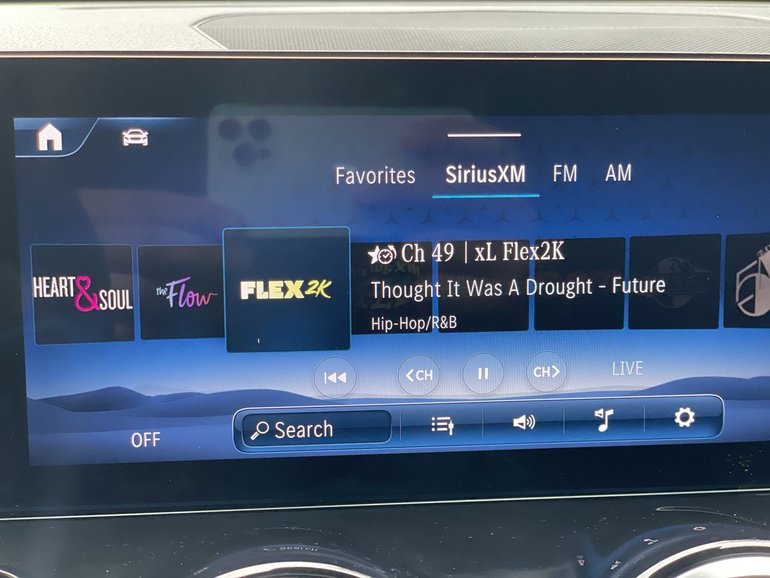 Favorites SiriusXM FM AM
HEART & SOUL the Flow FLEX2K Ch 49 | xL Flex2K
Thought It Was A Drought - Future
Hip-Hop/R&B
<CH CH> LIVE
OFF Search